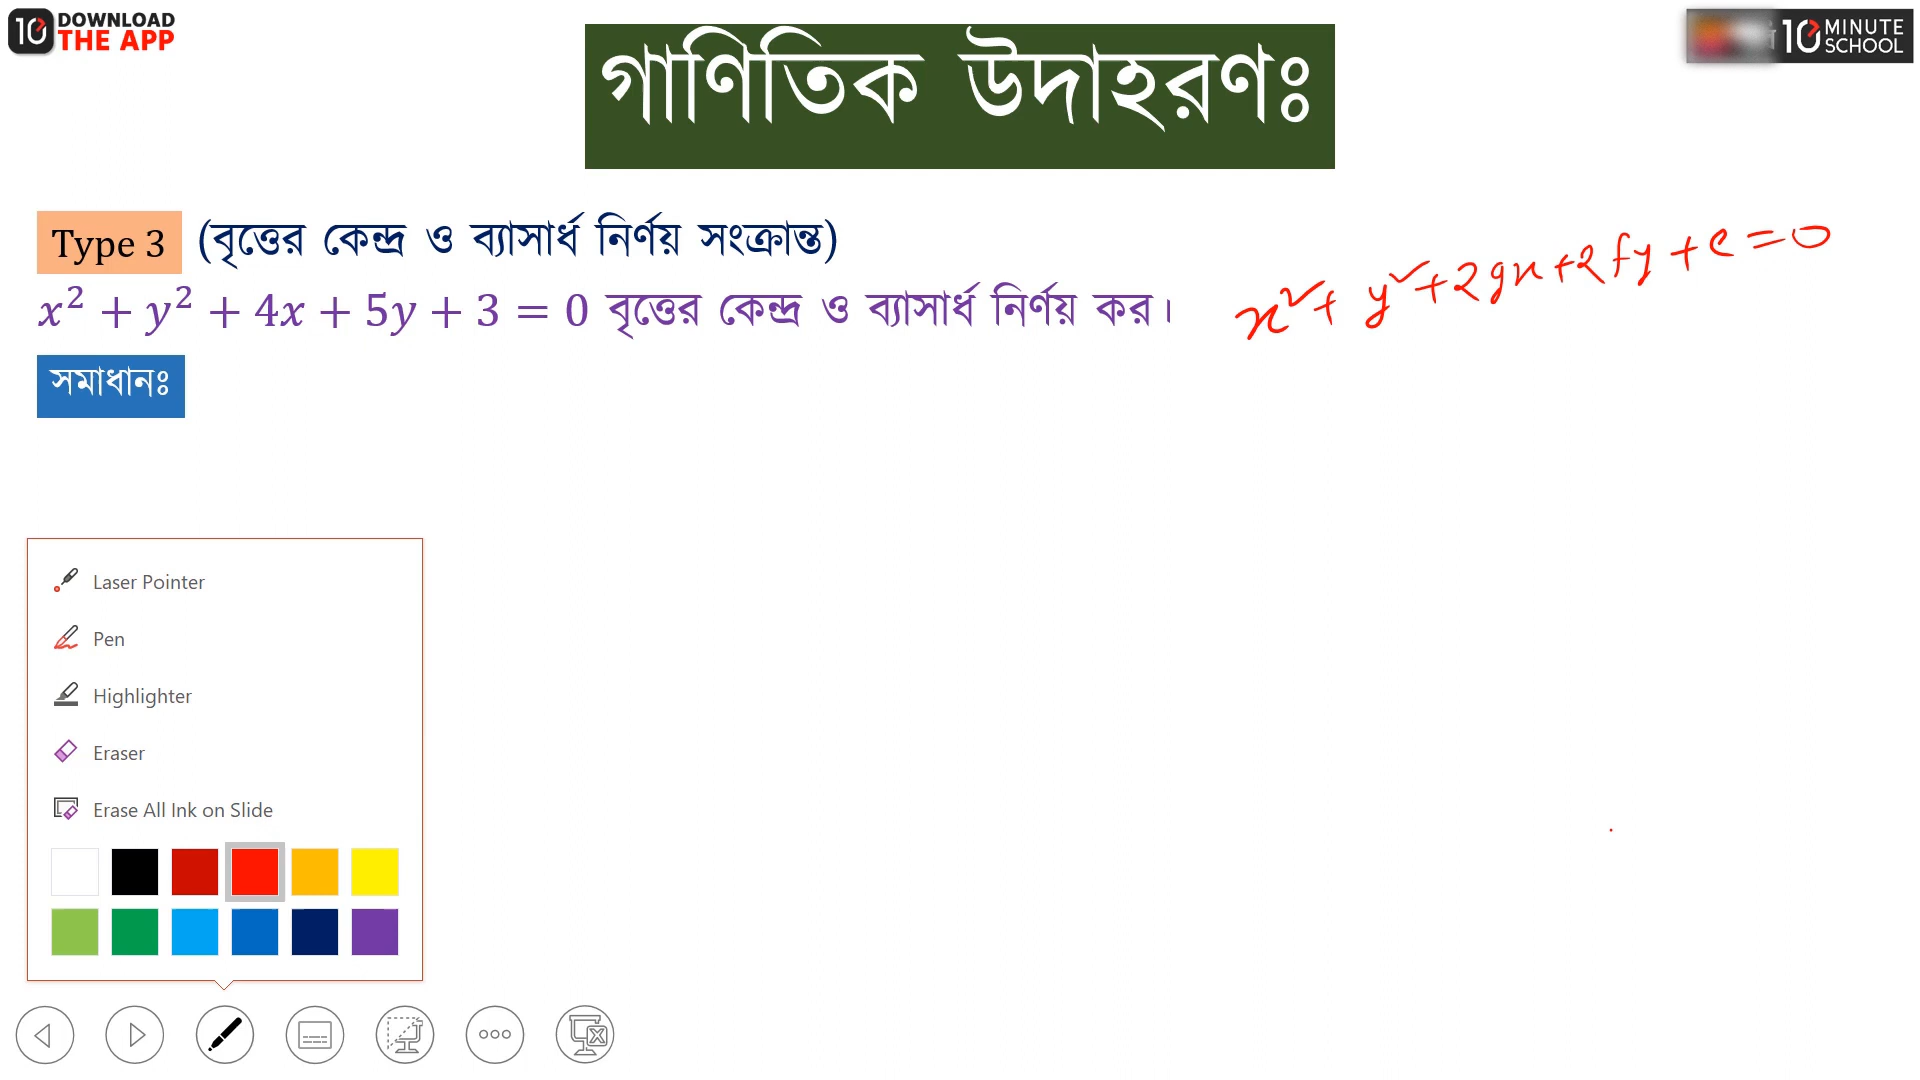 DOWNLOAD
THE APP
10 MINUTE
SCHOOL
গাণিতিক উদাহরণঃ
Type 3 (বৃত্তের কেন্দ্র ও ব্যাসার্ধ নির্ণয় সংক্রান্ত)
x² + y² + 4x + 5y + 3 = 0 বৃত্তের কেন্দ্র ও ব্যাসার্ধ নির্ণয় কর।
x² + y² + 2gx + 2fy + c = 0
সমাধানঃ
Laser Pointer
Pen
Highlighter
Eraser
Erase All Ink on Slide